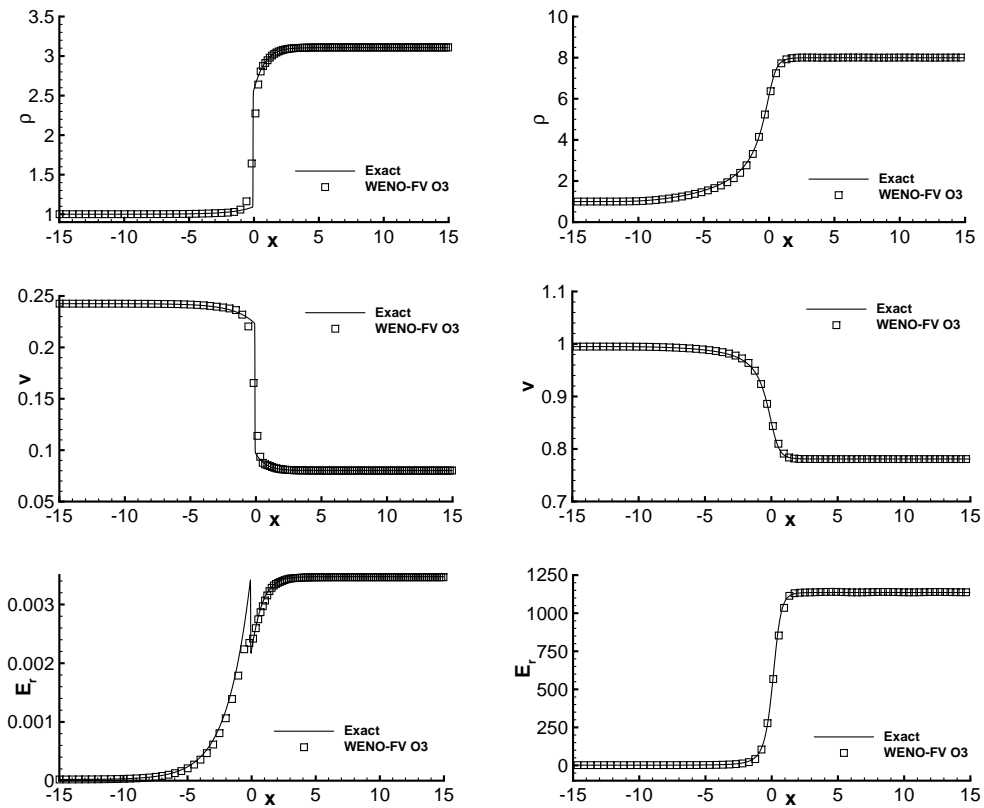 3.5
3
2.5
2
1.5
1
ρ
Exact
WENO-FV O3
-15 -10 -5 0 5 10 15
x
10
8
6
4
2
0
ρ
Exact
WENO-FV O3
-15 -10 -5 0 5 10 15
x
0.25
0.2
0.15
0.1
0.05
v
Exact
WENO-FV O3
-15 -10 -5 0 5 10 15
x
1.1
1
0.9
0.8
0.7
v
Exact
WENO-FV O3
-15 -10 -5 0 5 10 15
x
0.003
0.002
0.001
0
E_r
Exact
WENO-FV O3
-15 -10 -5 0 5 10 15
x
1250
1000
750
500
250
0
E_r
Exact
WENO-FV O3
-15 -10 -5 0 5 10 15
x